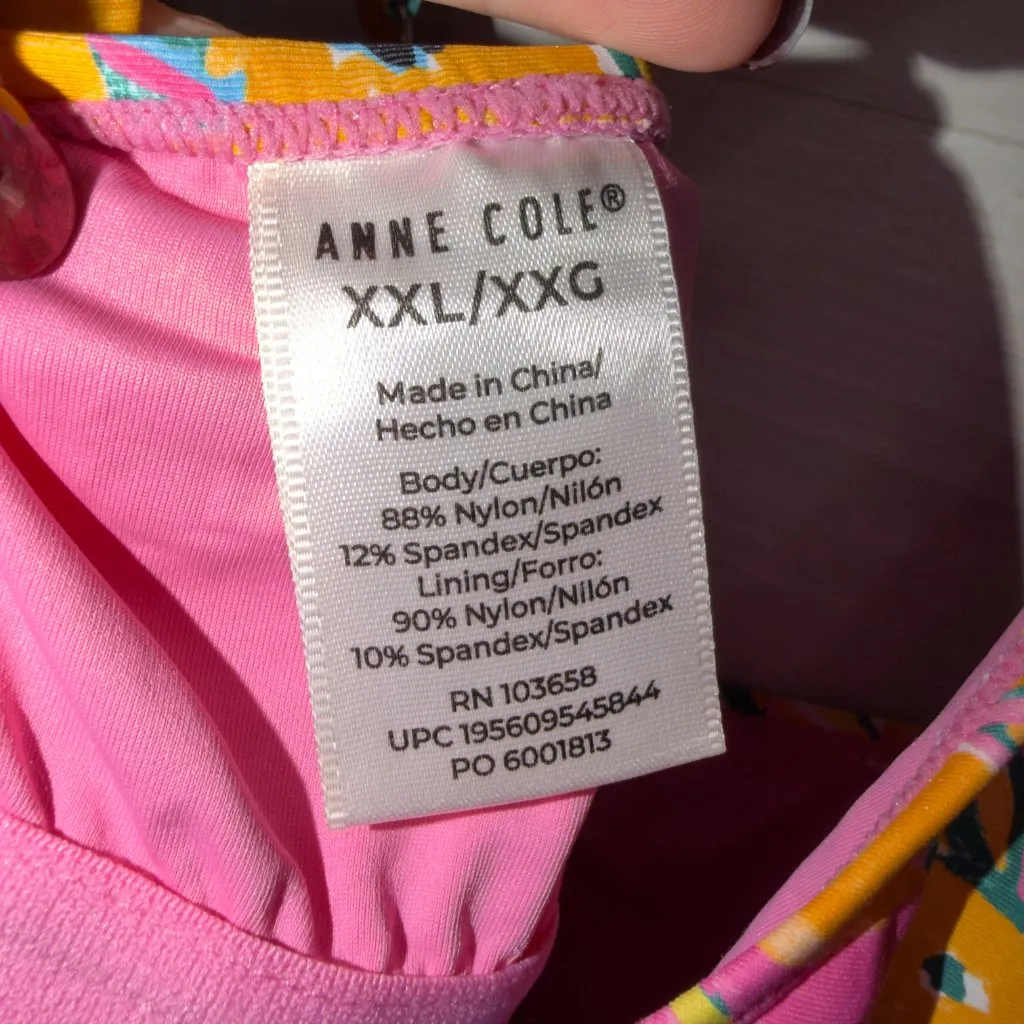 ANNE COLE®
XXL/XXG
Made in China/
Hecho en China
Body/Cuerpo:
88% Nylon/Nilón
12% Spandex/Spandex
Lining/Forro:
90% Nylon/Nilón
10% Spandex/Spandex
RN 103658
UPC 195609545844
PO 6001813